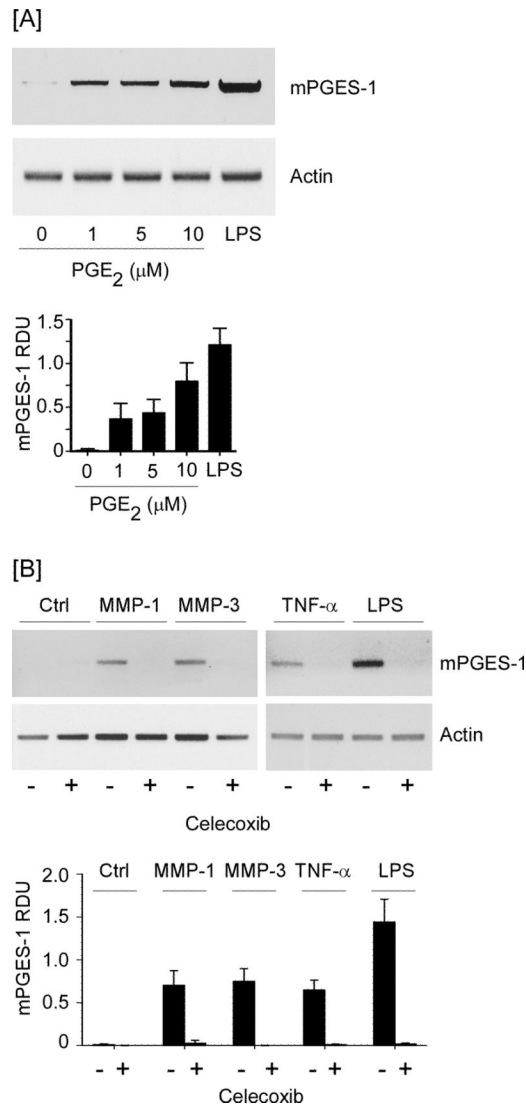 [A]
mPGES-1
Actin
0 1 5 10 LPS
PGE2 (μM)
mPGES-1 RDU
1.5
1.0
0.5
0
0 1 5 10 LPS
PGE2 (μM)
[B]
Ctrl MMP-1 MMP-3 TNF-α LPS
mPGES-1
Actin
- + - + - + - + - +
Celecoxib
mPGES-1 RDU
2.0
1.5
1.0
0.5
0
Ctrl MMP-1 MMP-3 TNF-α LPS
- + - + - + - + - +
Celecoxib